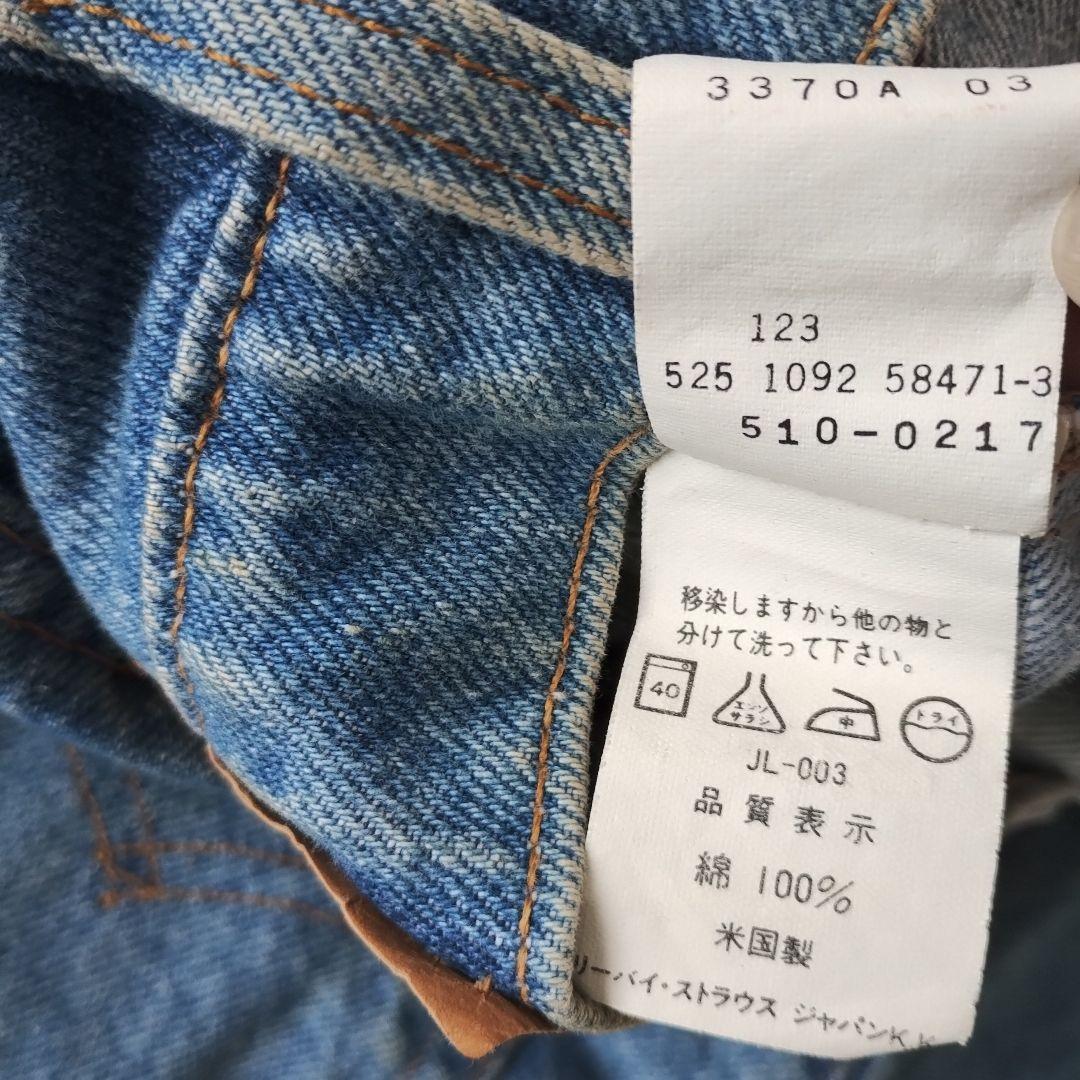 3370A 03
123
525 1092 58471-3
510-0217
移染しますから他の物と
分けて洗って下さい。
40 エンソ サラシ 中 ドライ
JL-003
品質表示
綿 100%
米国製
リーバイ・ストラウス ジャパンK.K